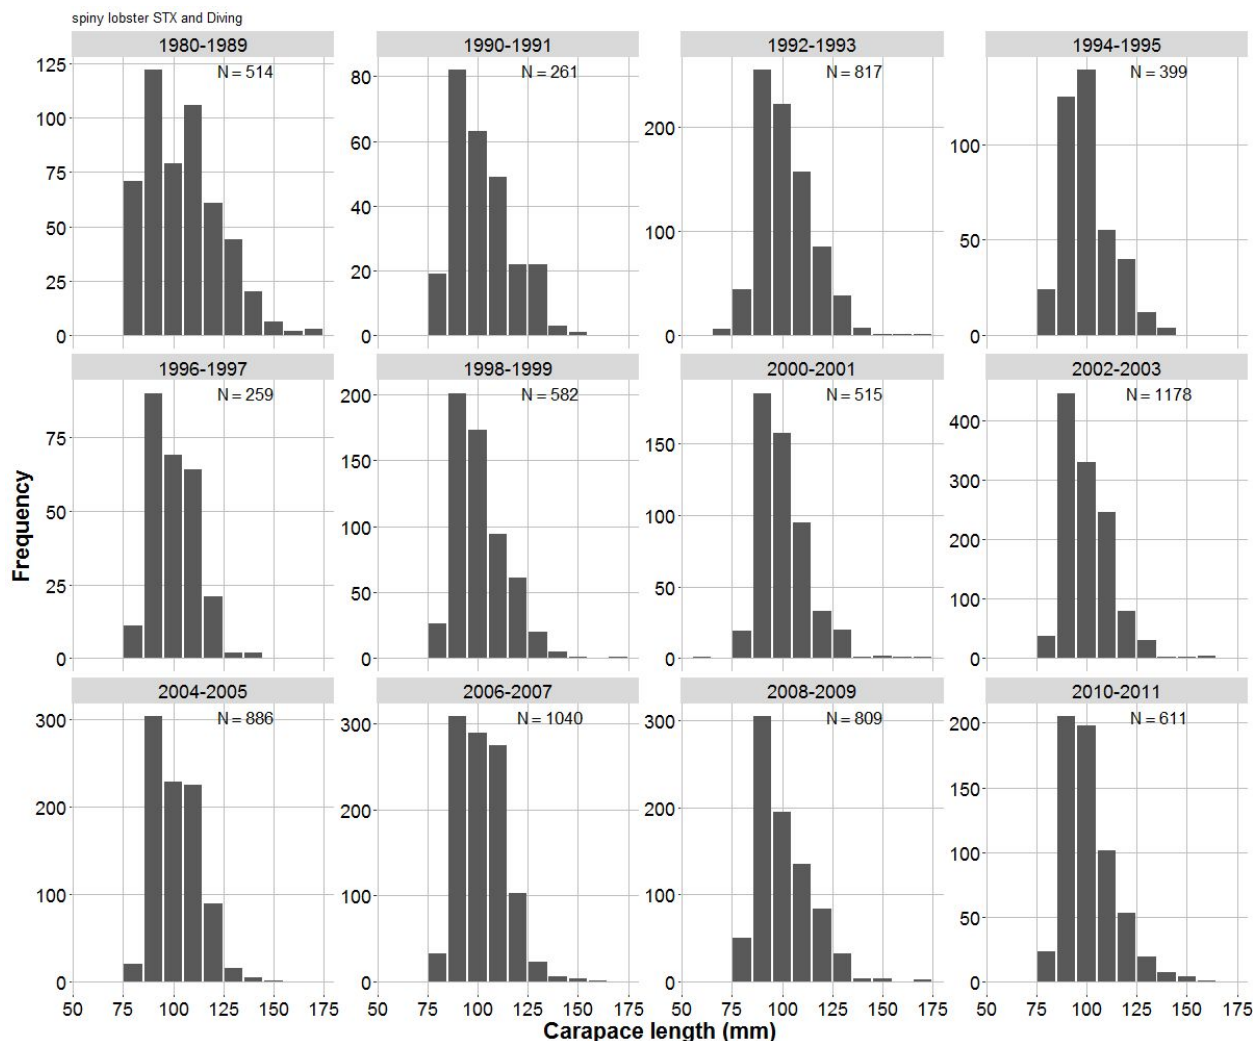 spiny lobster STX and Diving
1980-1989 1990-1991 1992-1993 1994-1995
N = 514 N = 261 N = 817 N = 399
125 100 75 50 25 0
80 60 40 20 0
200 100 0
100 50 0
1996-1997 1998-1999 2000-2001 2002-2003
N = 259 N = 582 N = 515 N = 1178
75 50 25 0
200 150 100 50 0
150 100 50 0
400 300 200 100 0
Frequency
2004-2005 2006-2007 2008-2009 2010-2011
N = 886 N = 1040 N = 809 N = 611
300 200 100 0
300 200 100 0
300 200 100 0
200 150 100 50 0
50 75 100 125 150 175 50 75 100 125 150 175 50 75 100 125 150 175 50 75 100 125 150 175
Carapace length (mm)